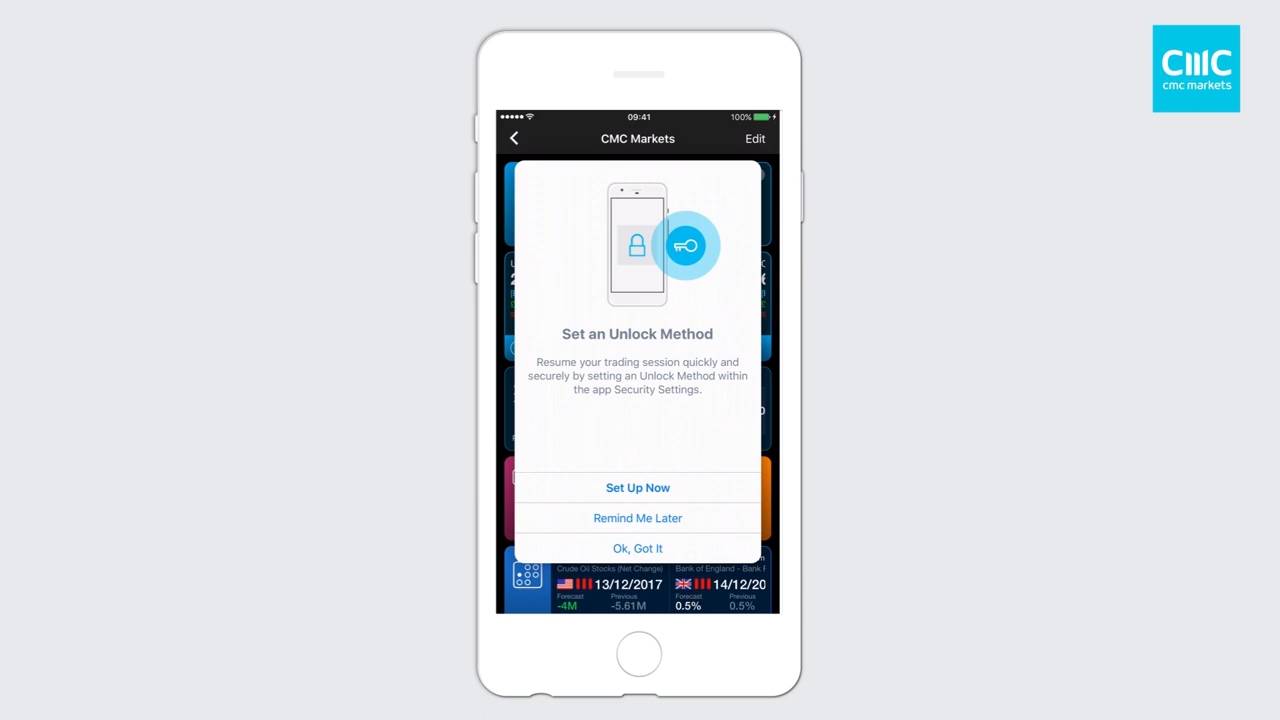 CMC
cmc markets
09:41
100%
CMC Markets
Edit
Set an Unlock Method
Resume your trading session quickly and
securely by setting an Unlock Method within
the app Security Settings.
Set Up Now
Remind Me Later
Ok, Got It
Crude Oil Stocks (Net Change)
Bank of England - Bank
13/12/2017
14/12/20
Forecast
Previous
Forecast
Previous
-4M
-5.61M
0.5%
0.5%